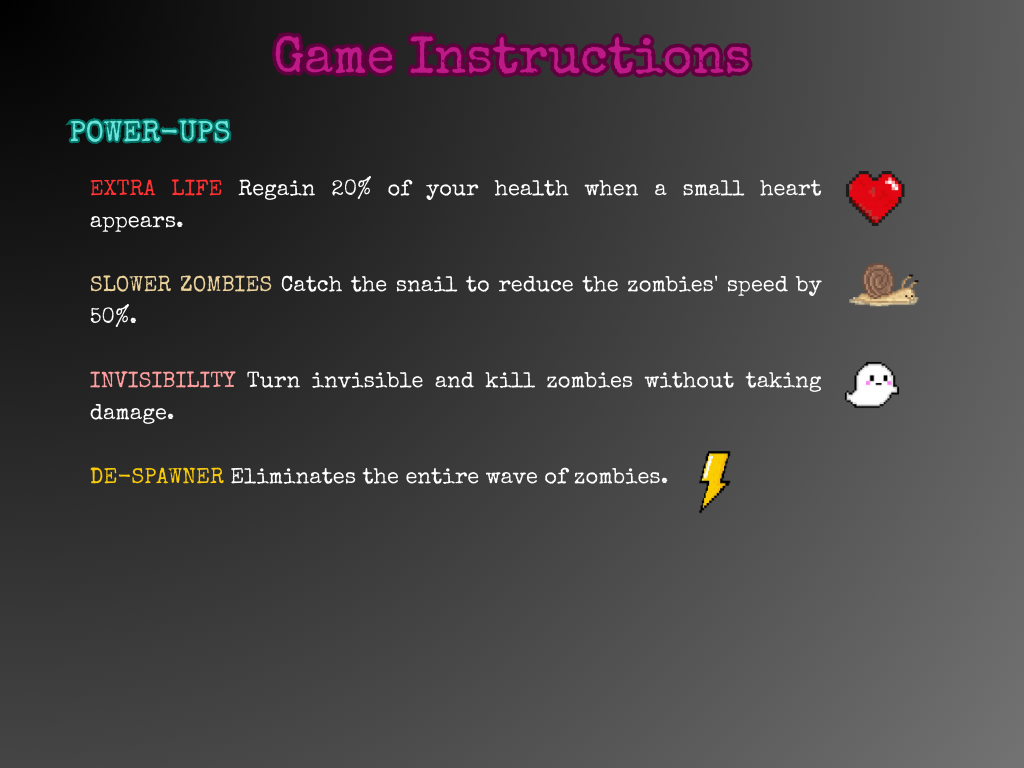 Game Instructions
POWER-UPS
EXTRA LIFE Regain 20% of your health when a small heart
appears.
SLOWER ZOMBIES Catch the snail to reduce the zombies' speed by
50%.
INVISIBILITY Turn invisible and kill zombies without taking
damage.
DE-SPAWNER Eliminates the entire wave of zombies.